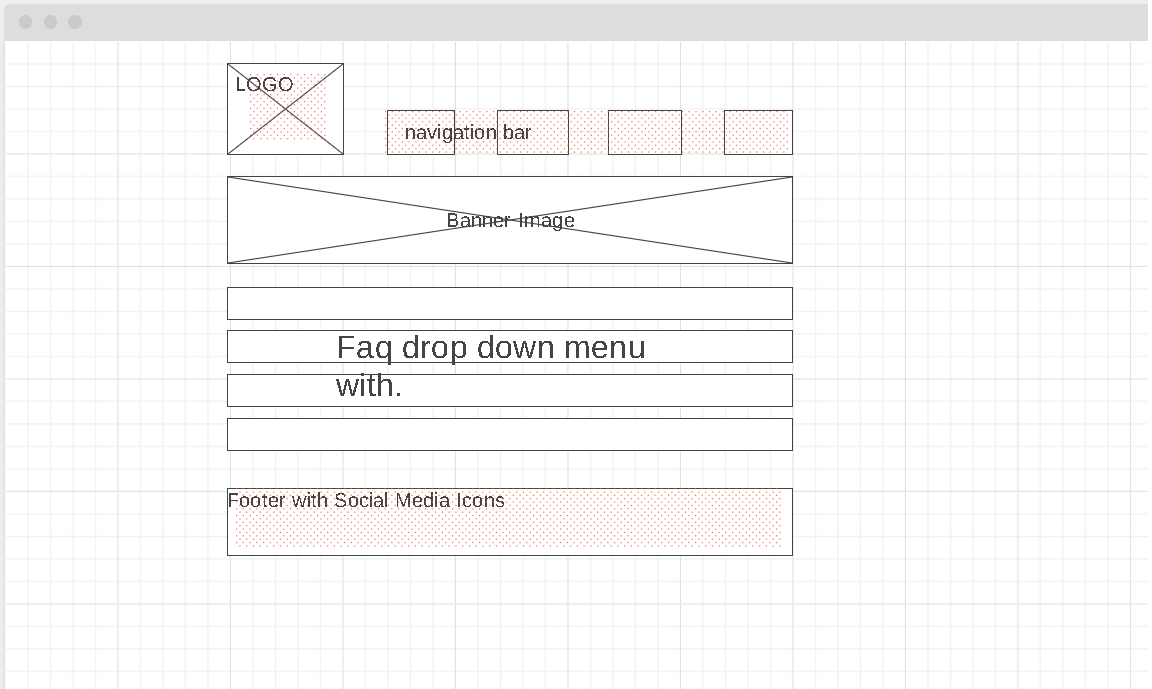 LOGO
navigation bar
Banner Image
Faq drop down menu
with.
Footer with Social Media Icons